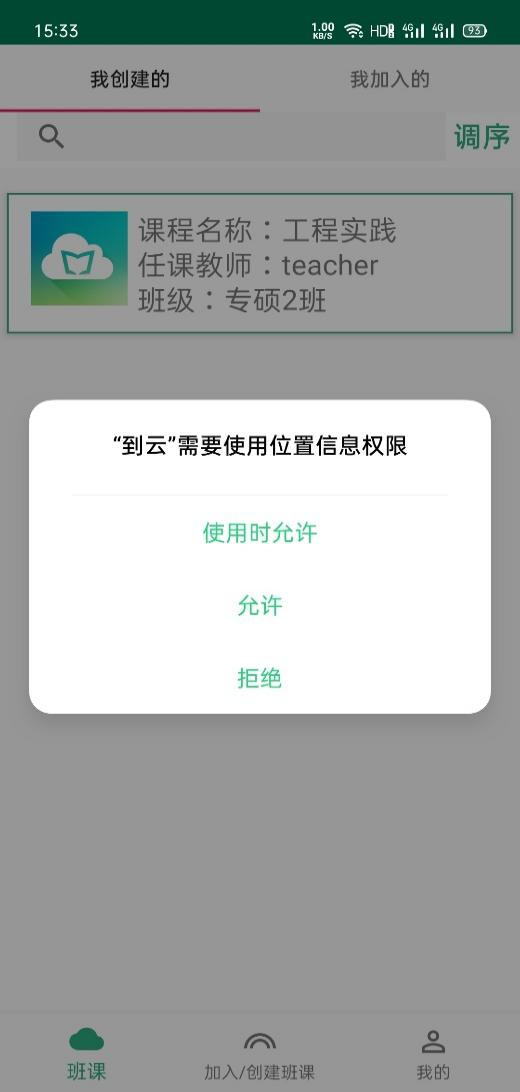 15:33
1.00
KB/S
HD
4G
4G
93
我创建的
我加入的
调序
课程名称：工程实践
任课教师：teacher
班级：专硕2班
“到云”需要使用位置信息权限
使用时允许
允许
拒绝
班课
加入/创建班课
我的